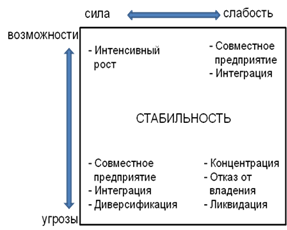 сила слабость
возможности
- Интенсивный
рост
- Совместное
предприятие
- Интеграция
СТАБИЛЬНОСТЬ
- Совместное
предприятие
- Интеграция
- Диверсификация
- Концентрация
- Отказ от
владения
- Ликвидация
угрозы